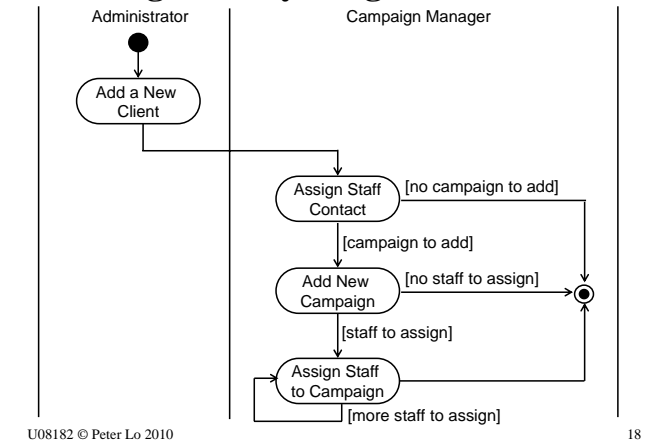 Administrator
Campaign Manager
Add a New
Client
Assign Staff
Contact
[no campaign to add]
[campaign to add]
Add New
Campaign
[no staff to assign]
[staff to assign]
Assign Staff
to Campaign
[more staff to assign]
U08182 © Peter Lo 2010
18